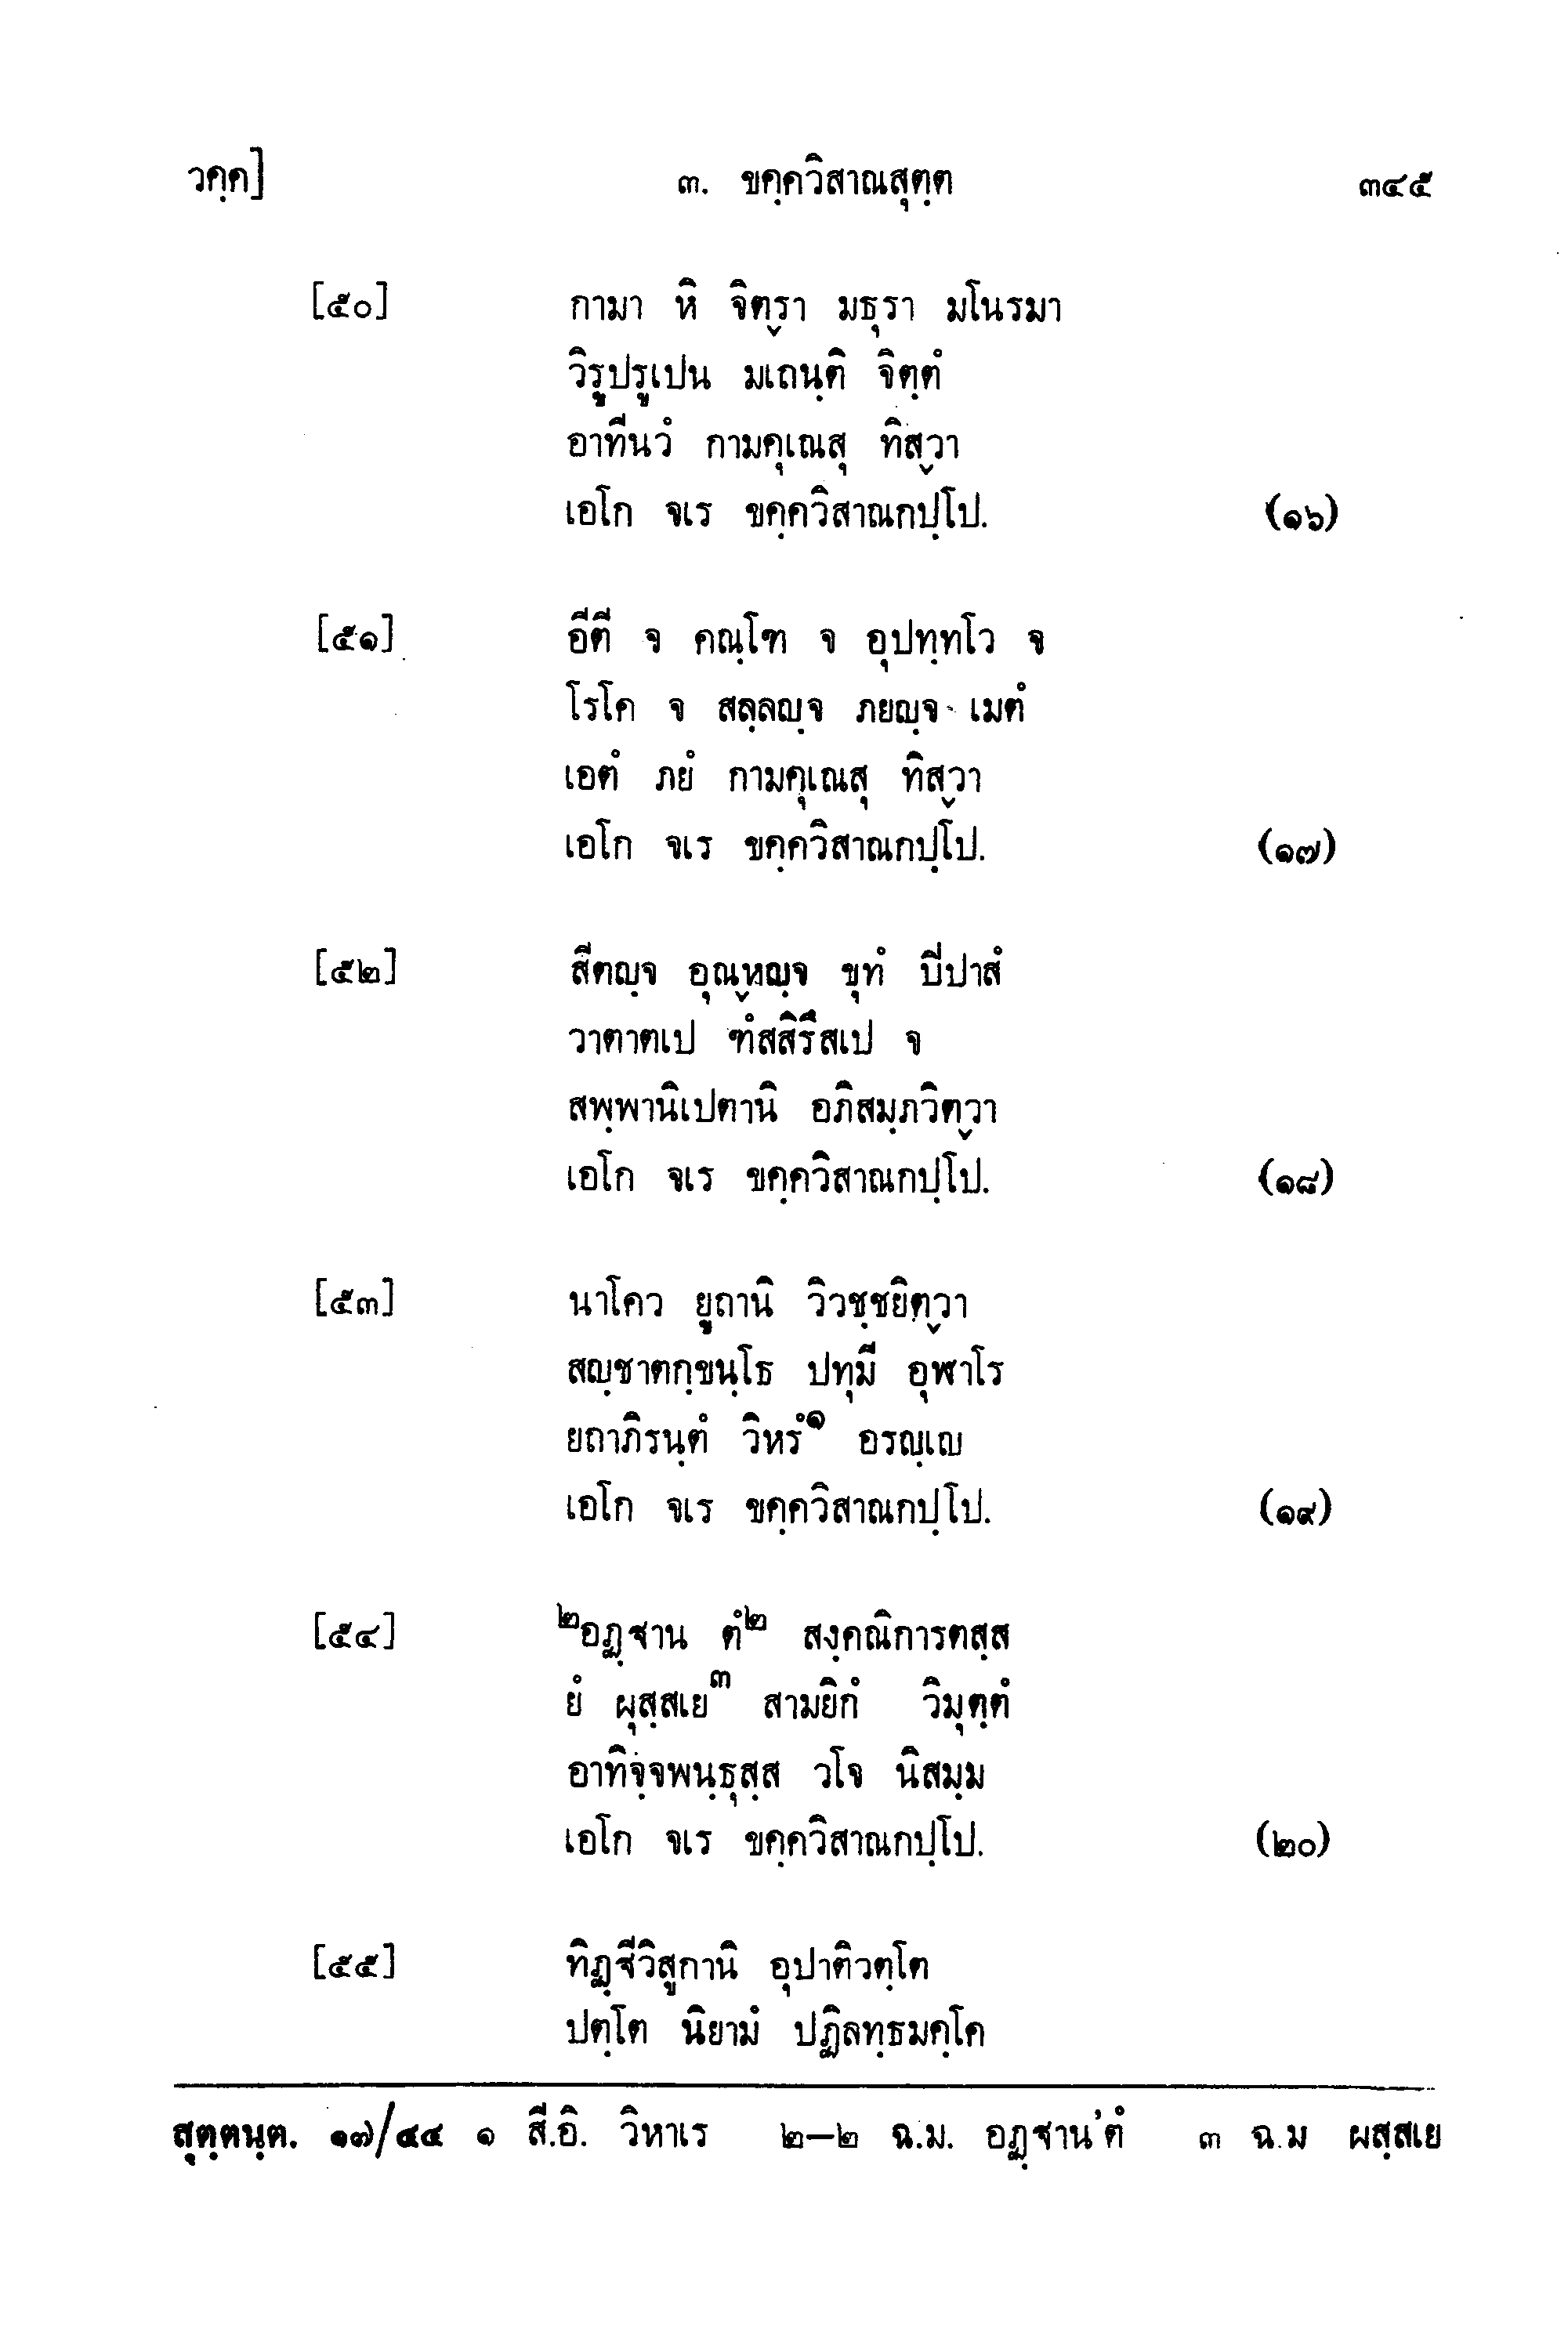 วคฺค] ๓. ขคฺควิสาณสุตฺต ๓๔๕
[๕๐] กามา หิ จิตฺรา มธุรา มโนรมา
วิรูปรูเปน มเถนฺติ จิตฺตํ
อาทีนวํ กามคุเณสุ ทิสฺวา
เอโก จเร ขคฺควิสาณกปฺโป. (๑๖)
[๕๑] อีตี จ คณฺโฑ จ อุปทฺทโว จ
โรโค จ สลฺลญฺจ ภยญฺจ เมตํ
เอตํ ภยํ กามคุเณสุ ทิสฺวา
เอโก จเร ขคฺควิสาณกปฺโป. (๑๗)
[๕๒] สีตญฺจ อุณฺหญฺจ ขุทํ ปิปาสํ
วาตาตเป ฑํสสิรึสเป จ
สพฺพานิเปตานิ อภิสมฺภวิตฺวา
เอโก จเร ขคฺควิสาณกปฺโป. (๑๘)
[๕๓] นาโคว ยูถานิ วิวชฺชยิตฺวา
สญฺชาตกฺขนฺโธ ปทุมี อุฬาโร
ยถาภิรนฺตํ วิหรํ๑ อรญฺเญ
เอโก จเร ขคฺควิสาณกปฺโป. (๑๙)
[๕๔] ๒อฏฺฐาน ตํ๒ สงฺคณิการตสฺส
ยํ ผุสฺสเย๓ สามยิกํ วิมุตฺตํ
อาทิจฺจพนฺธุสฺส วโจ นิสมฺม
เอโก จเร ขคฺควิสาณกปฺโป. (๒๐)
[๕๕] ทิฏฺฐีวิสูกานิ อุปาติวตฺโต
ปตฺโต นิยามํ ปฏิลทฺธมคฺโค
สุตฺตนฺต. ๑๗/๔๔ ๑ สี.อิ. วิหาเร ๒–๒ ฉ.ม. อฏฺฐาน'ตํ ๓ ฉ.ม ผสฺสเย